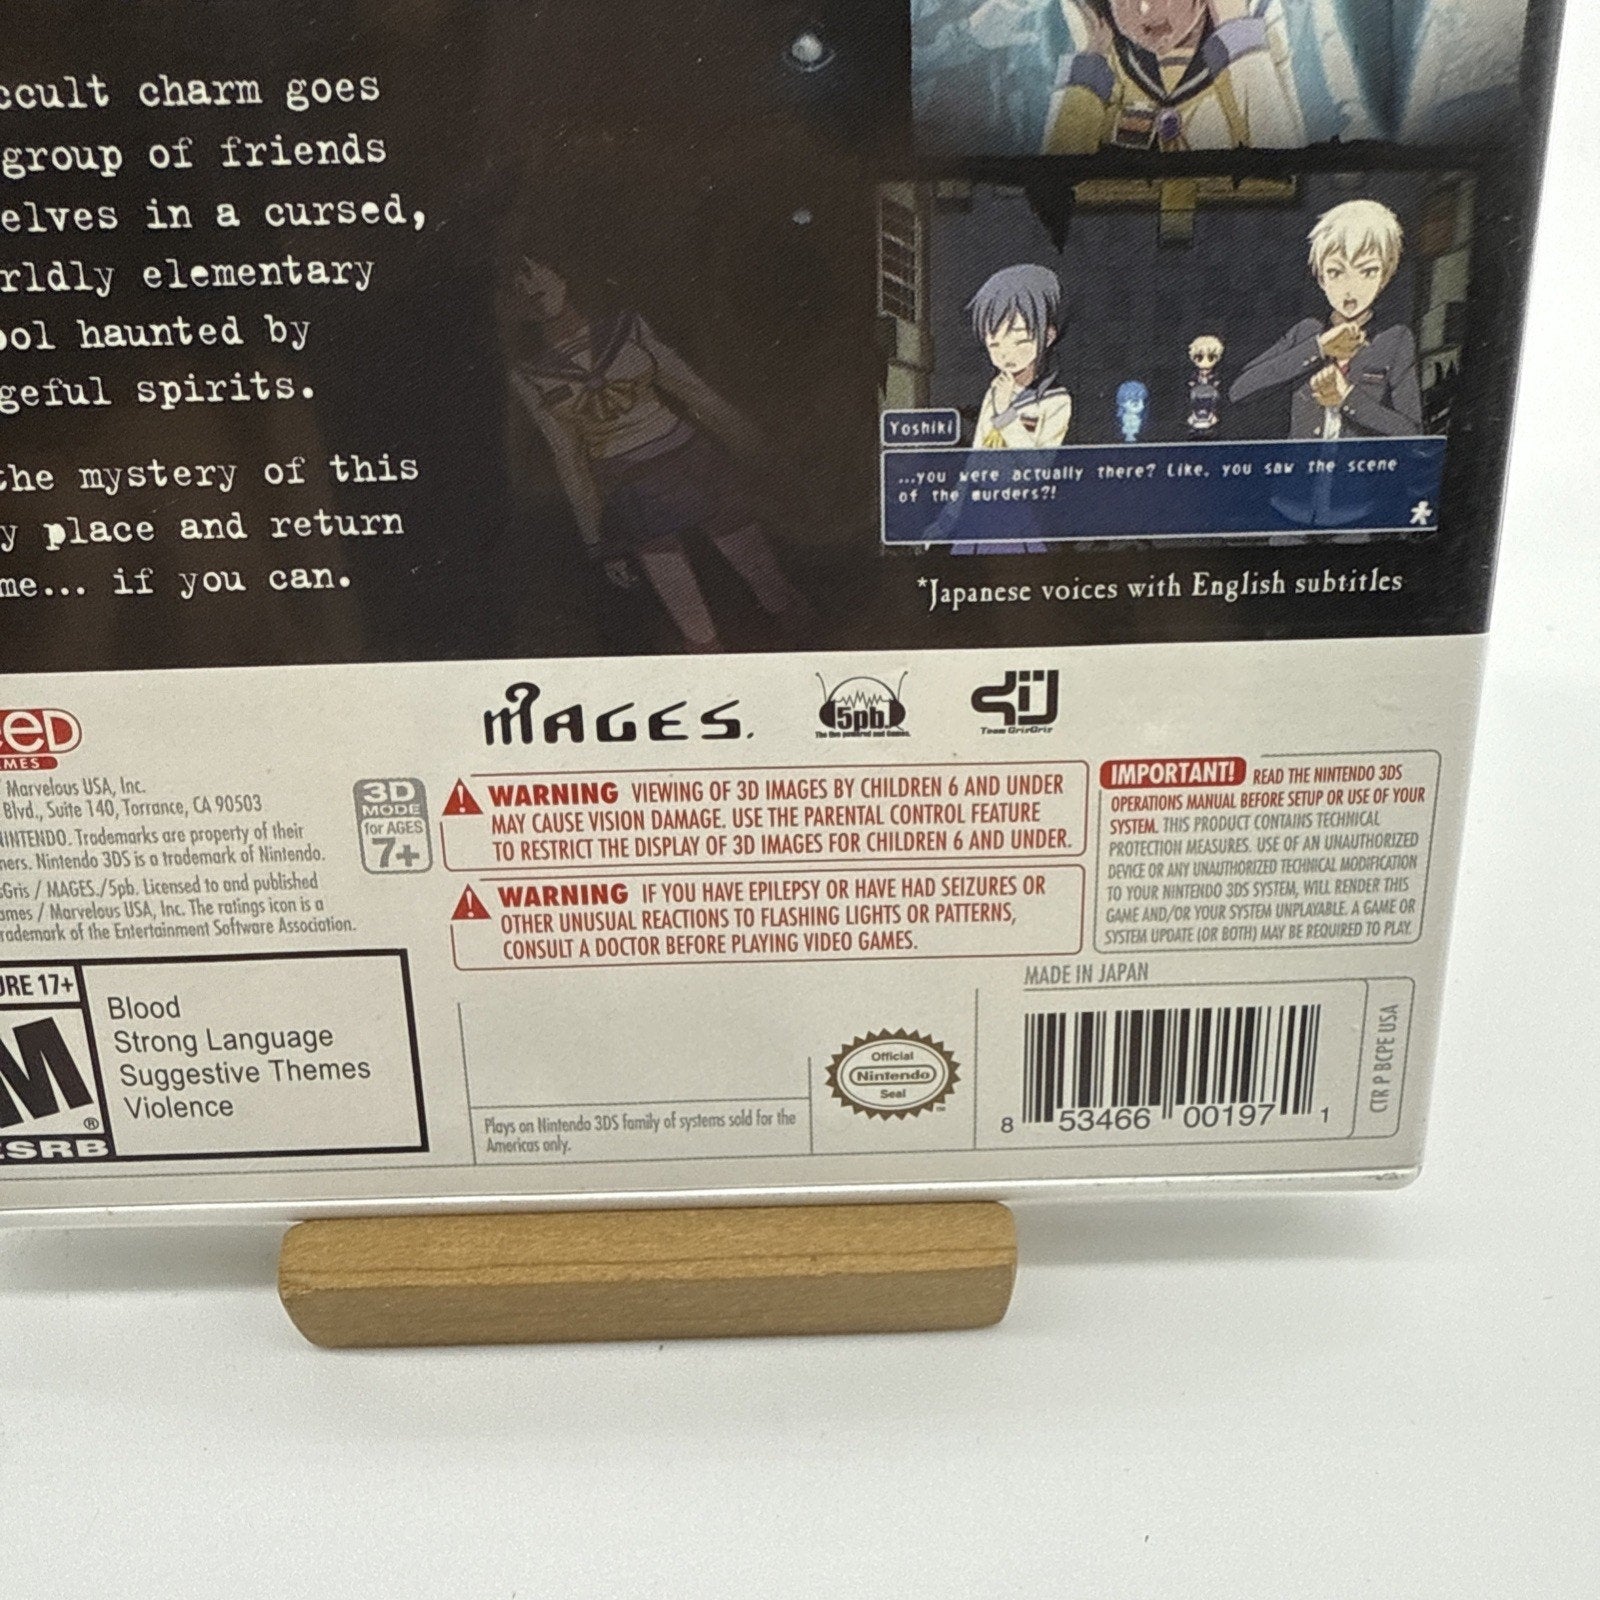 ccult charm goes
group of friends
elves in a cursed,
rldly elementary
ool haunted by
geful spirits.
the mystery of this
y place and return
me... if you can.
Yoshiki
...you were actually there? Like, you saw the scene
of the murders?!
*Japanese voices with English subtitles
eeD
MES
MAGES.
5pb.
Team GrisGris
Marvelous USA, Inc.
Blvd., Suite 140, Torrance, CA 90503
NINTENDO. Trademarks are property of their
ners. Nintendo 3DS is a trademark of Nintendo.
sGris / MAGES./5pb. Licensed to and published
ames / Marvelous USA, Inc. The ratings icon is a
rademark of the Entertainment Software Association.
3D
MODE
for AGES
7+
WARNING VIEWING OF 3D IMAGES BY CHILDREN 6 AND UNDER
MAY CAUSE VISION DAMAGE. USE THE PARENTAL CONTROL FEATURE
TO RESTRICT THE DISPLAY OF 3D IMAGES FOR CHILDREN 6 AND UNDER.
WARNING IF YOU HAVE EPILEPSY OR HAVE HAD SEIZURES OR
OTHER UNUSUAL REACTIONS TO FLASHING LIGHTS OR PATTERNS,
CONSULT A DOCTOR BEFORE PLAYING VIDEO GAMES.
IMPORTANT! READ THE NINTENDO 3DS
OPERATIONS MANUAL BEFORE SETUP OR USE OF YOUR
SYSTEM. THIS PRODUCT CONTAINS TECHNICAL
PROTECTION MEASURES. USE OF AN UNAUTHORIZED
DEVICE OR ANY UNAUTHORIZED TECHNICAL MODIFICATION
TO YOUR NINTENDO 3DS SYSTEM, WILL RENDER THIS
GAME AND/OR YOUR SYSTEM UNPLAYABLE. A GAME OR
SYSTEM UPDATE (OR BOTH) MAY BE REQUIRED TO PLAY.
URE 17+
M
®
ESRB
Blood
Strong Language
Suggestive Themes
Violence
Plays on Nintendo 3DS family of systems sold for the
Americas only.
Official
Nintendo
Seal
TM
MADE IN JAPAN
8 53466 00197 1
CTR P BCPE USA